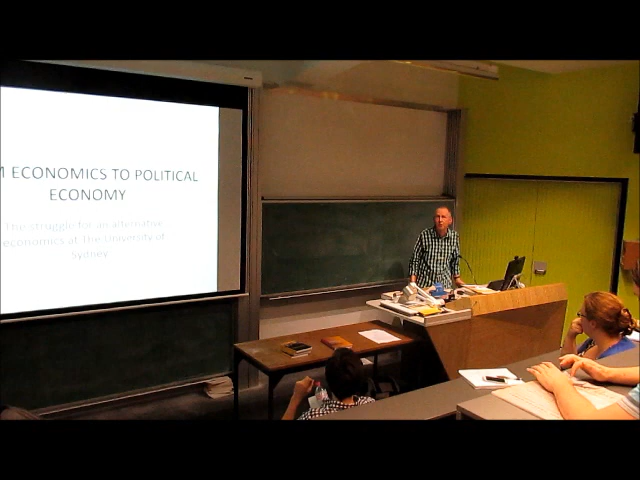 M ECONOMICS TO POLITICAL
ECONOMY
The struggle for an alternative
economics at the University of
Sydney